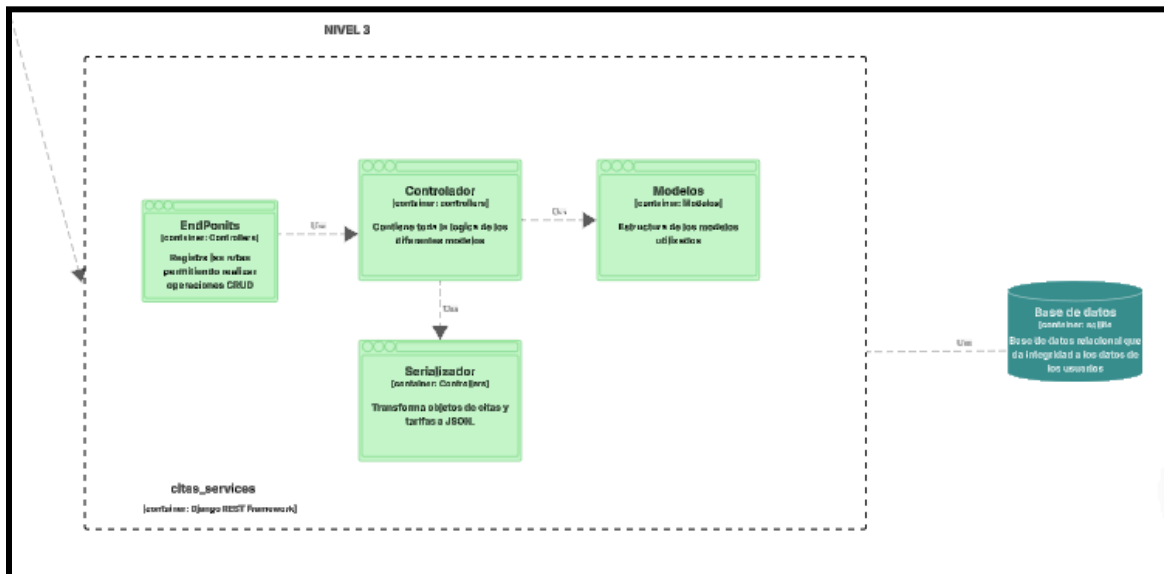 NIVEL 3
EndPonits
[container: Controllers]
Registra las rutas
permitiendo realizar
operaciones CRUD
Usa
Controlador
[container: controllers]
Contiene toda la logica de los
diferentes modelos
Usa
Modelos
[container: Modelos]
Estructura de los modelos
utilizados
Usa
Serializador
[container: Controllers]
Transforma objetos de citas y
tarifas a JSON.
citas_services
[container: Django REST Framework]
Usa
Base de datos
[container: sqlite
Base de datos relacional que
da integridad a los datos de
los usuarios